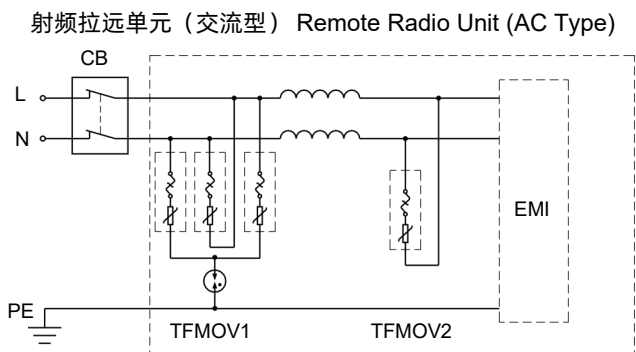 射频拉远单元（交流型） Remote Radio Unit (AC Type)
CB
L
N
EMI
PE
TFMOV1
TFMOV2